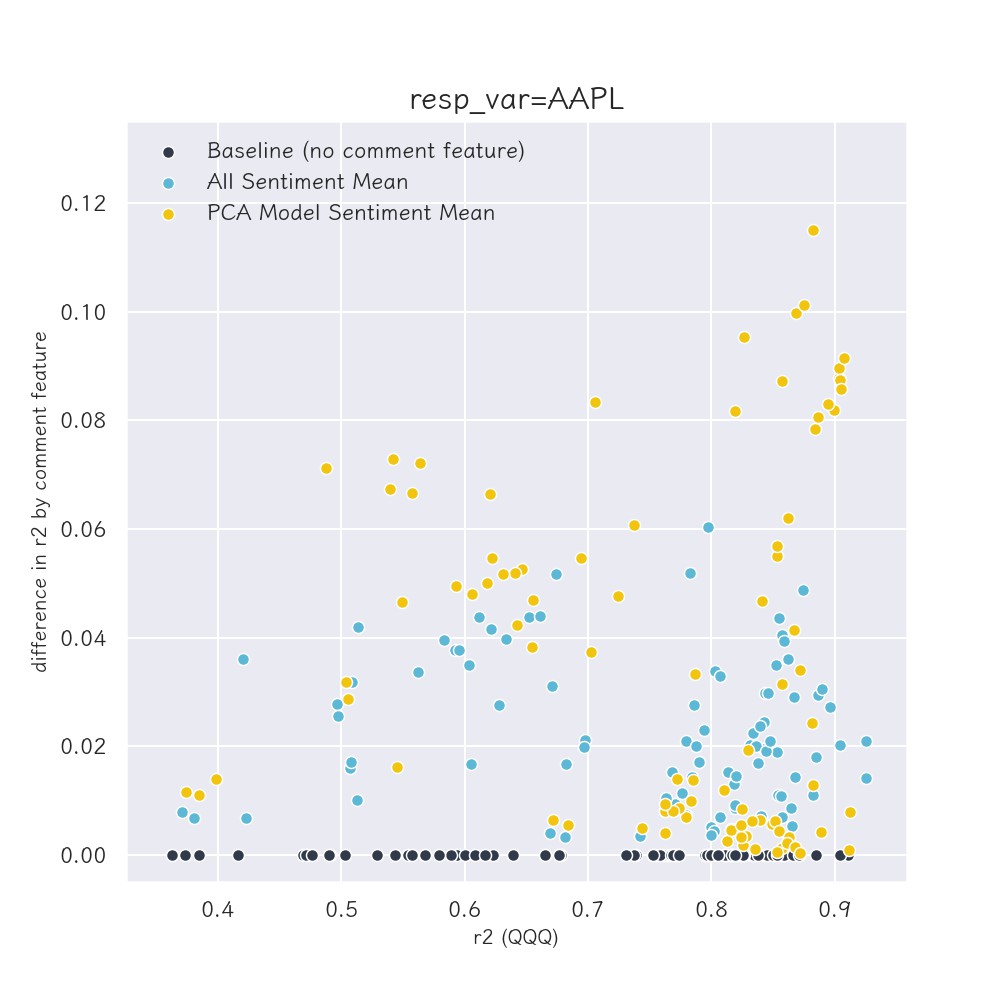 resp_var=AAPL
Baseline (no comment feature)
All Sentiment Mean
PCA Model Sentiment Mean
0.12
0.10
0.08
0.06
0.04
0.02
0.00
difference in r2 by comment feature
0.4 0.5 0.6 0.7 0.8 0.9
r2 (QQQ)